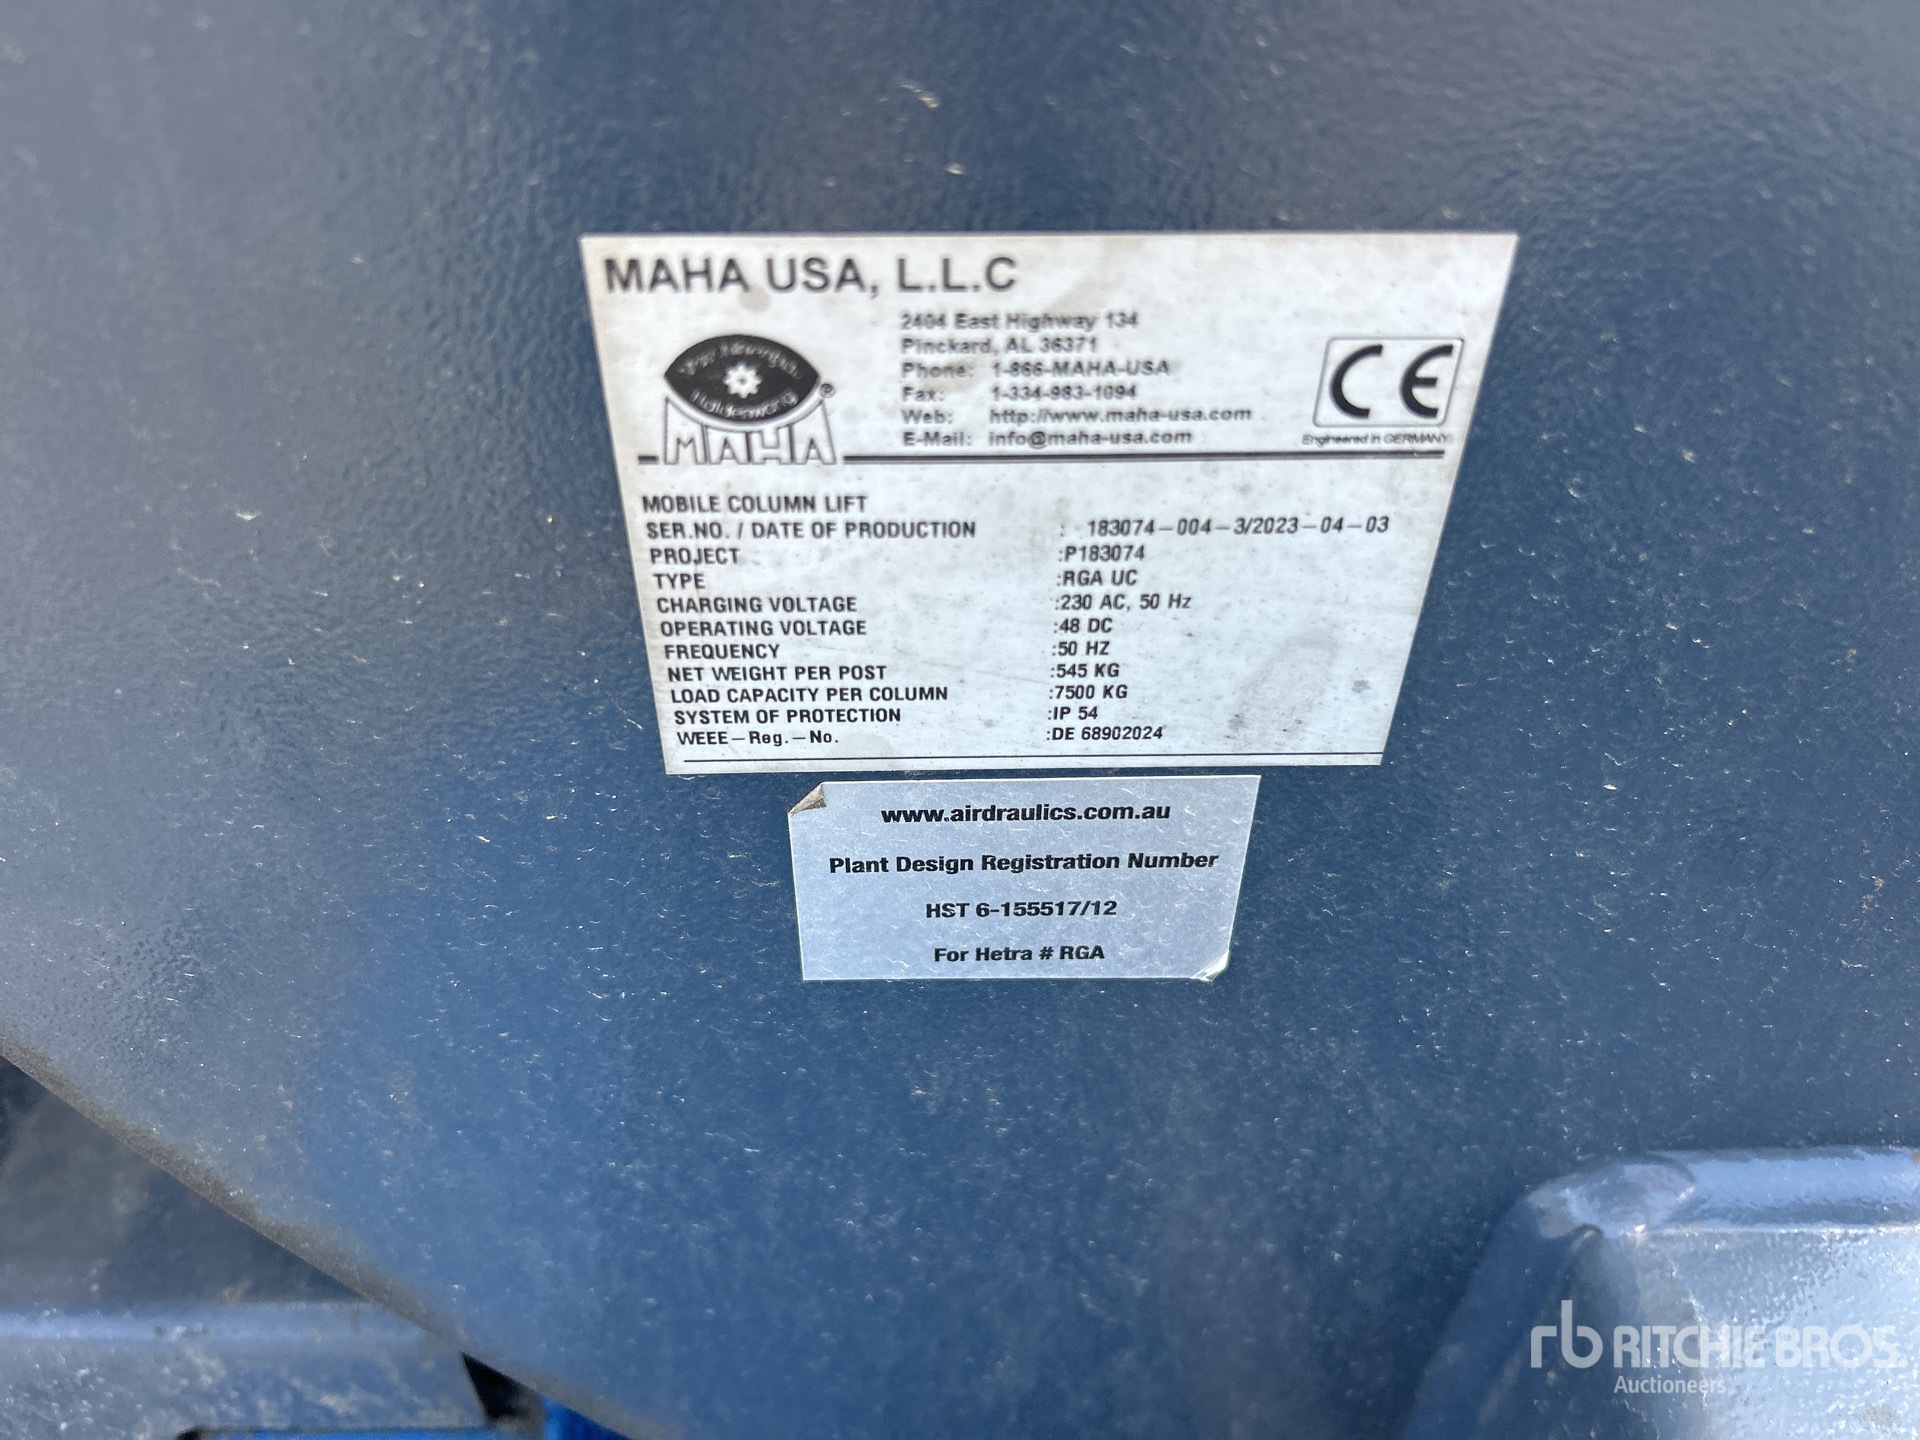 MAHA USA, L.L.C
2404 East Highway 134
Pinckard, AL 36371
Phone: 1-866-MAHA-USA
Fax: 1-334-983-1094
Web: http://www.maha-usa.com
E-Mail: info@maha-usa.com
Haldenwang
MAHA ®
CE
Engineered in GERMANY
MOBILE COLUMN LIFT
SER.NO. / DATE OF PRODUCTION : 183074-004-3/2023-04-03
PROJECT :P183074
TYPE :RGA UC
CHARGING VOLTAGE :230 AC, 50 Hz
OPERATING VOLTAGE :48 DC
FREQUENCY :50 HZ
NET WEIGHT PER POST :545 KG
LOAD CAPACITY PER COLUMN :7500 KG
SYSTEM OF PROTECTION :IP 54
WEEE-Reg.-No. :DE 68902024
www.airdraulics.com.au
Plant Design Registration Number
HST 6-155517/12
For Hetra # RGA
rb RITCHIE BROS.
Auctioneers